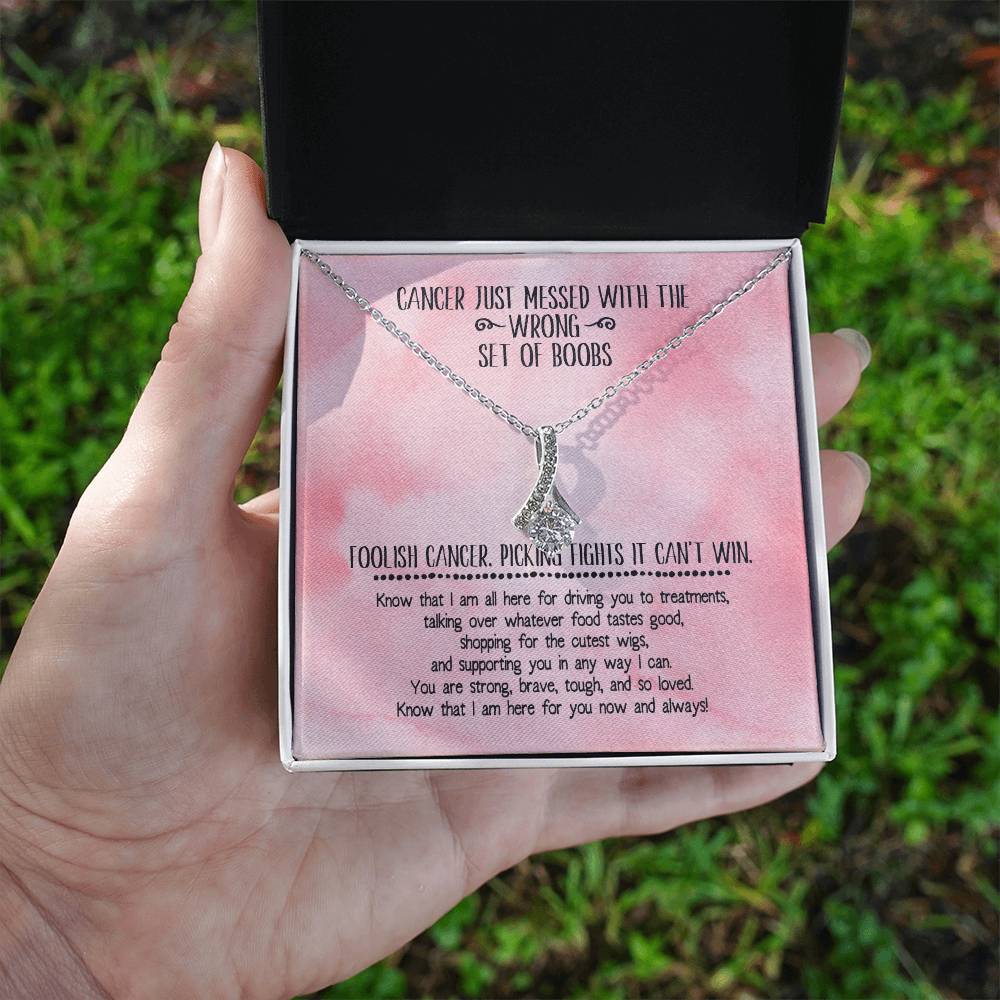 CANCER JUST MESSED WITH THE
WRONG
SET OF BOOBS
FOOLISH CANCER. PICKING FIGHTS IT CAN'T WIN.
Know that I am all here for driving you to treatments,
talking over whatever food tastes good,
shopping for the cutest wigs,
and supporting you in any way I can.
You are strong, brave, tough, and so loved.
Know that I am here for you now and always!